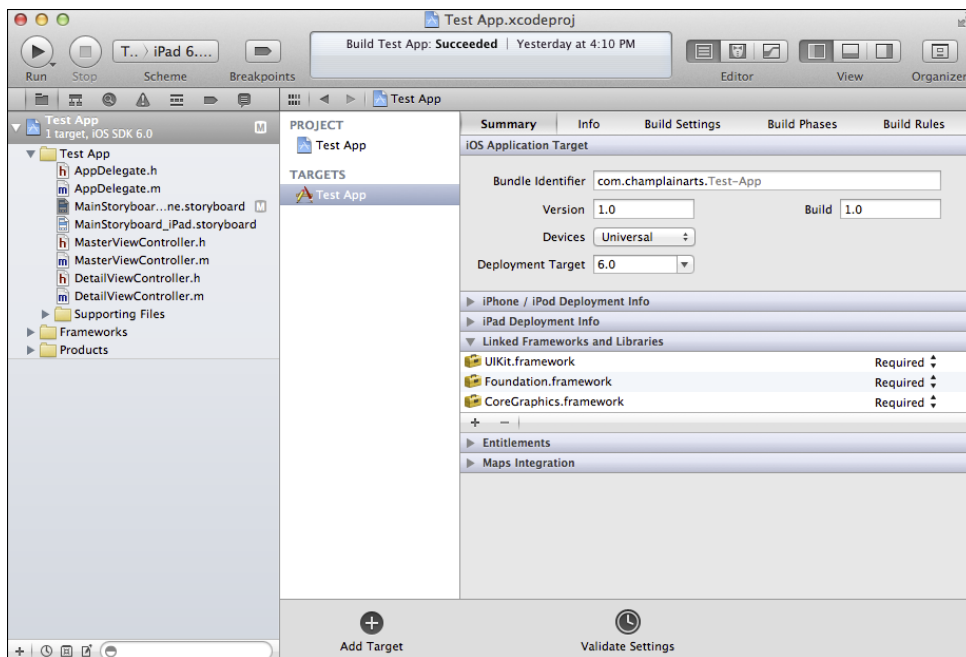 Test App.xcodeproj
T.. > iPad 6....
Build Test App: Succeeded | Yesterday at 4:10 PM
Run Stop Scheme Breakpoints Editor View Organizer
Test App
Test App
1 target, iOS SDK 6.0
M
Test App
AppDelegate.h
AppDelegate.m
MainStoryboar...ne.storyboard
M
MainStoryboard_iPad.storyboard
MasterViewController.h
MasterViewController.m
DetailViewController.h
DetailViewController.m
Supporting Files
Frameworks
Products
PROJECT
Test App
TARGETS
Test App
Summary Info Build Settings Build Phases Build Rules
iOS Application Target
Bundle Identifier com.champlainarts.Test-App
Version 1.0 Build 1.0
Devices Universal
Deployment Target 6.0
iPhone / iPod Deployment Info
iPad Deployment Info
Linked Frameworks and Libraries
UIKit.framework Required
Foundation.framework Required
CoreGraphics.framework Required
+ -
Entitlements
Maps Integration
Add Target Validate Settings